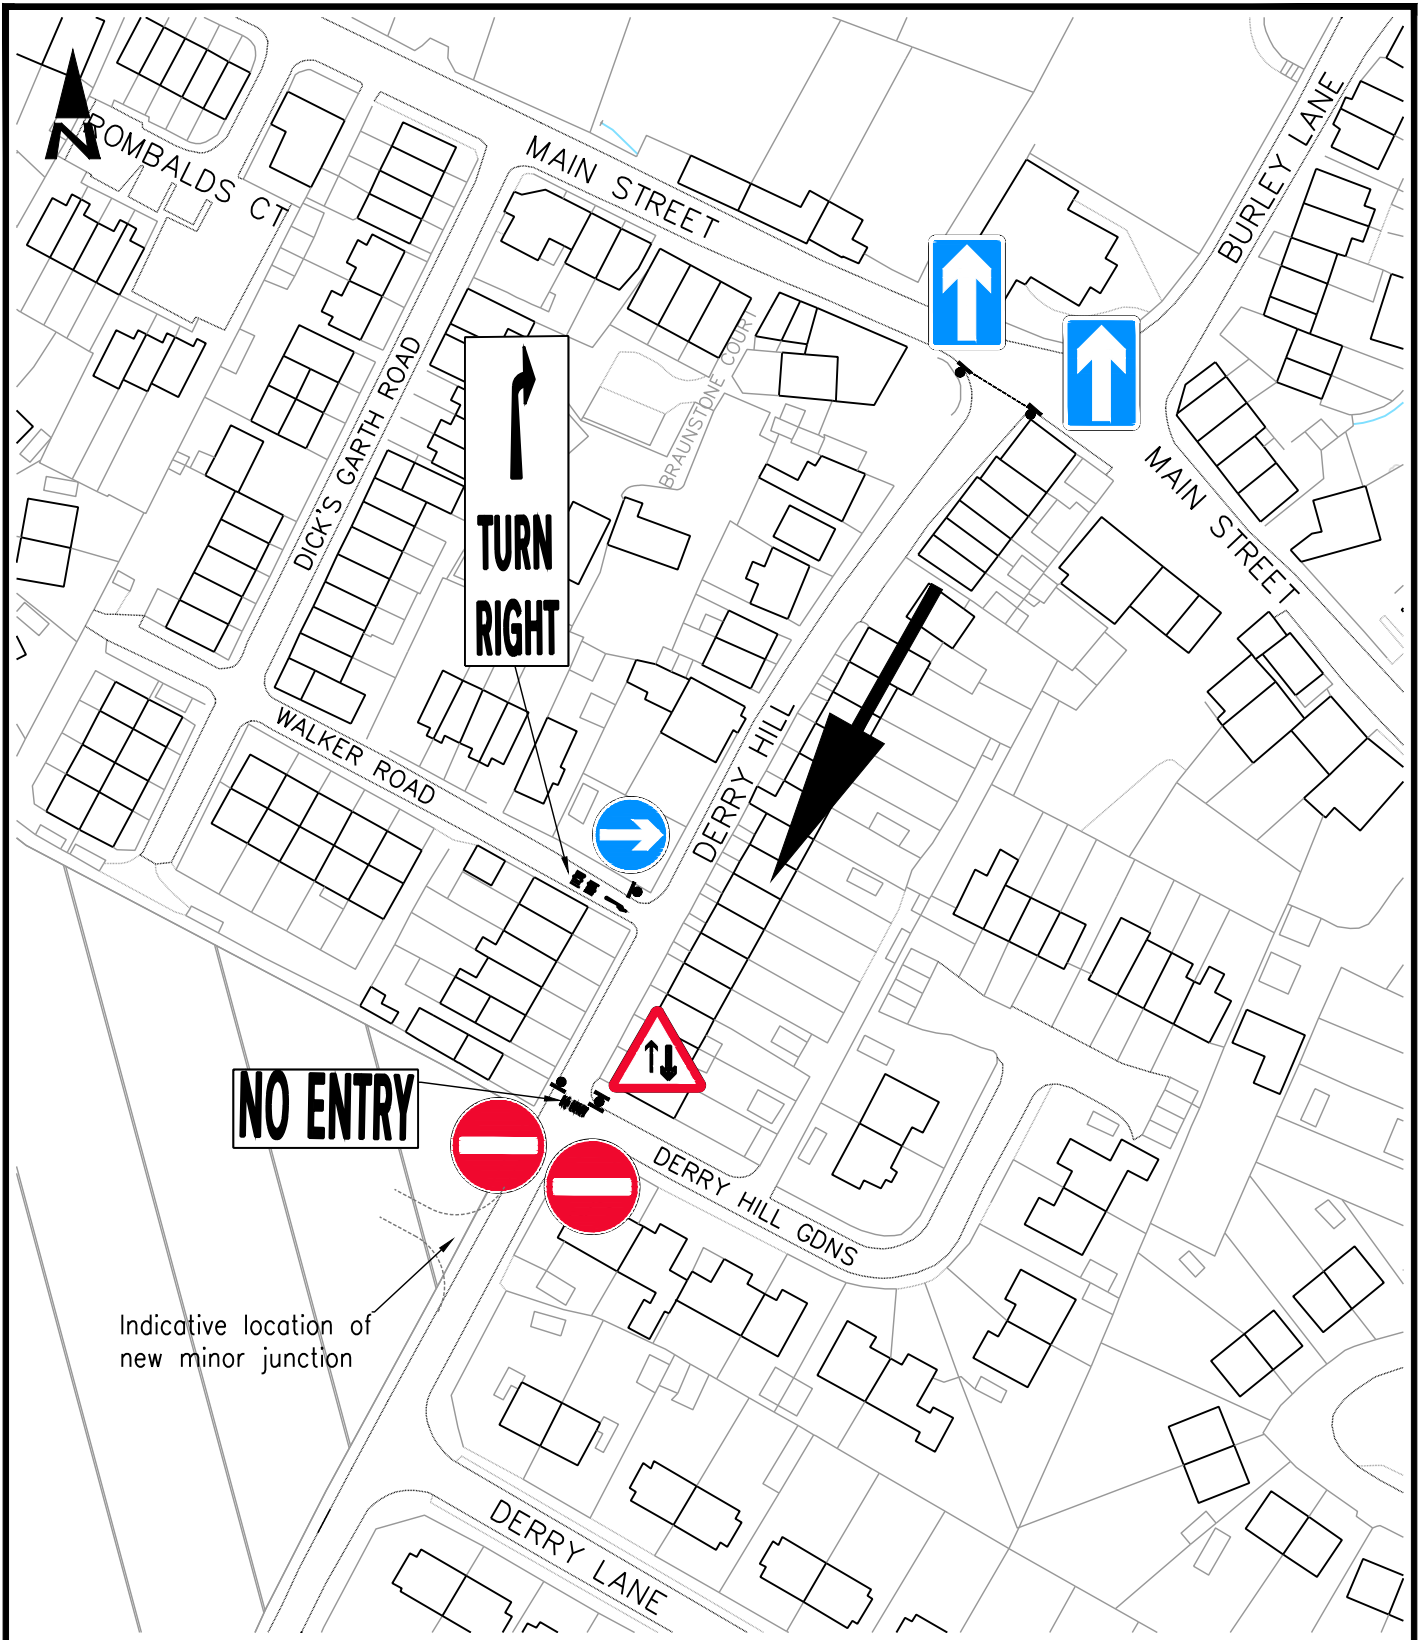 N
ROMBALDS CT
MAIN STREET
BURLEY LANE
DICK'S GARTH ROAD
BRAUNSTONE COURT
MAIN STREET
TURN
RIGHT
WALKER ROAD
DERRY HILL
NO ENTRY
DERRY HILL GDNS
Indicative location of
new minor junction
DERRY LANE